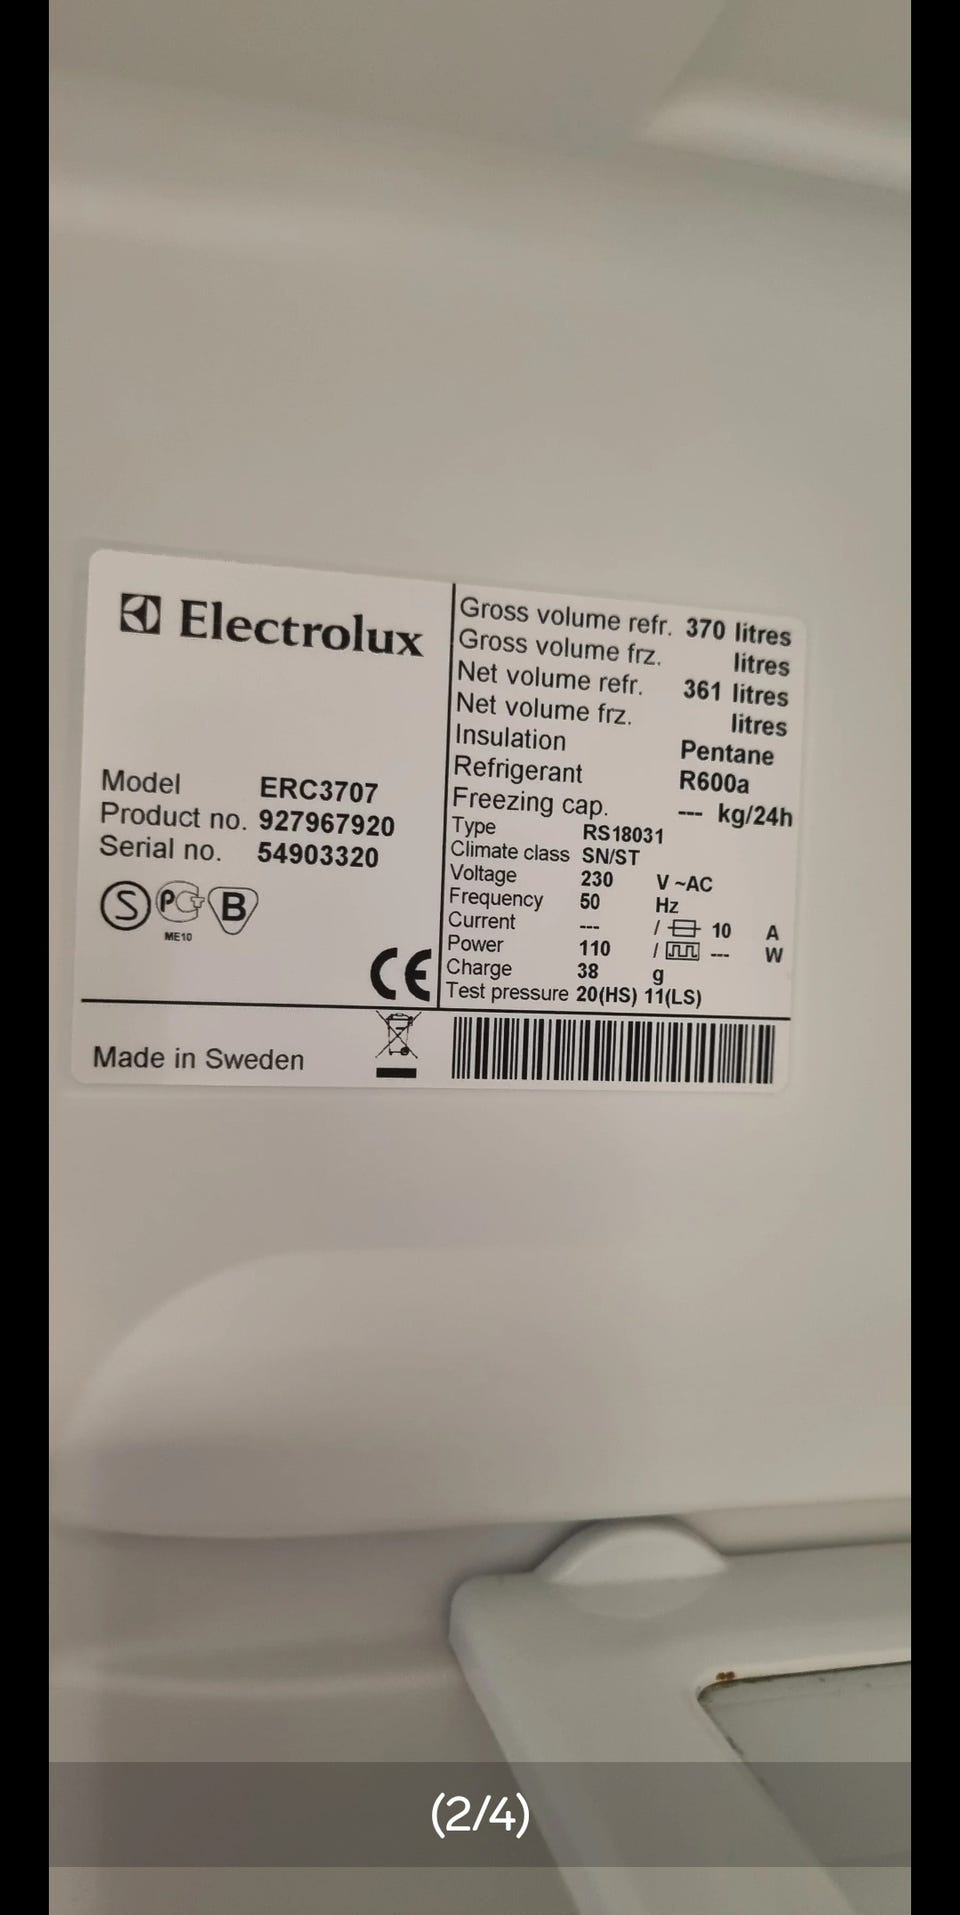 Electrolux
Model ERC3707
Product no. 927967920
Serial no. 54903320
S PCT B
ME10
CE
Gross volume refr. 370 litres
Gross volume frz. litres
Net volume refr. 361 litres
Net volume frz. litres
Insulation Pentane
Refrigerant R600a
Freezing cap. --- kg/24h
Type RS18031
Climate class SN/ST
Voltage 230 V ~AC
Frequency 50 Hz
Current --- / 10 A
Power 110 / --- W
Charge 38 g
Test pressure 20(HS) 11(LS)
Made in Sweden
(2/4)